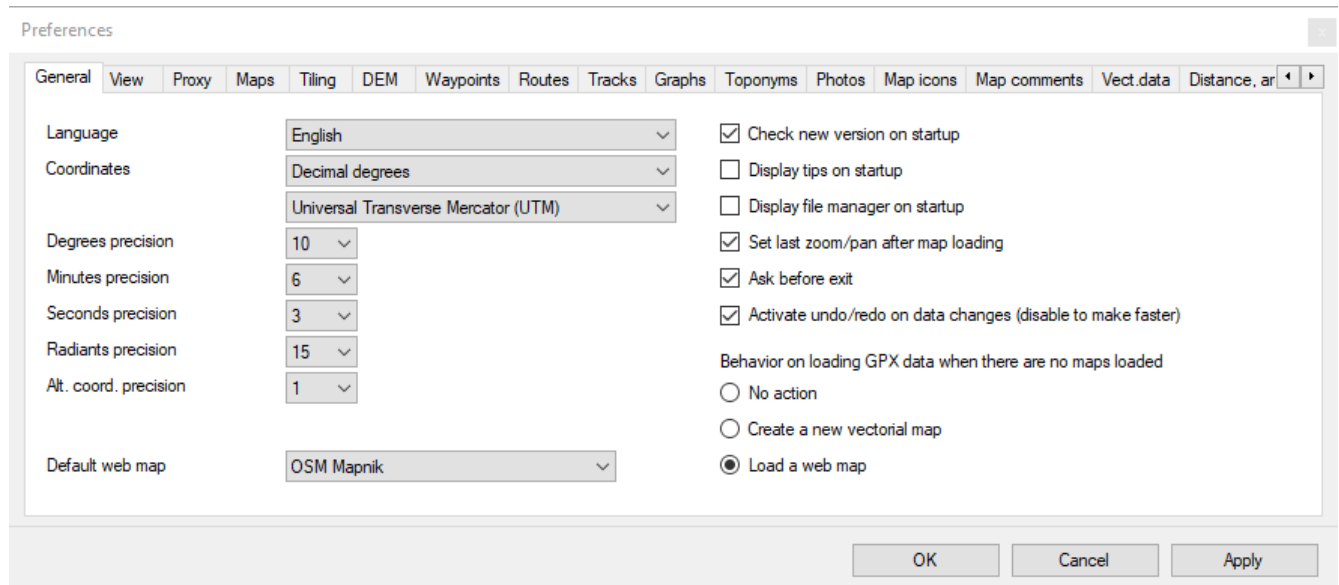 Preferences
x
General View Proxy Maps Tiling DEM Waypoints Routes Tracks Graphs Toponyms Photos Map icons Map comments Vect.data Distance, ar
Language English
Coordinates Decimal degrees
Universal Transverse Mercator (UTM)
Degrees precision 10
Minutes precision 6
Seconds precision 3
Radiants precision 15
Alt. coord. precision 1
Default web map OSM Mapnik
Check new version on startup
Display tips on startup
Display file manager on startup
Set last zoom/pan after map loading
Ask before exit
Activate undo/redo on data changes (disable to make faster)
Behavior on loading GPX data when there are no maps loaded
No action
Create a new vectorial map
Load a web map
OK Cancel Apply